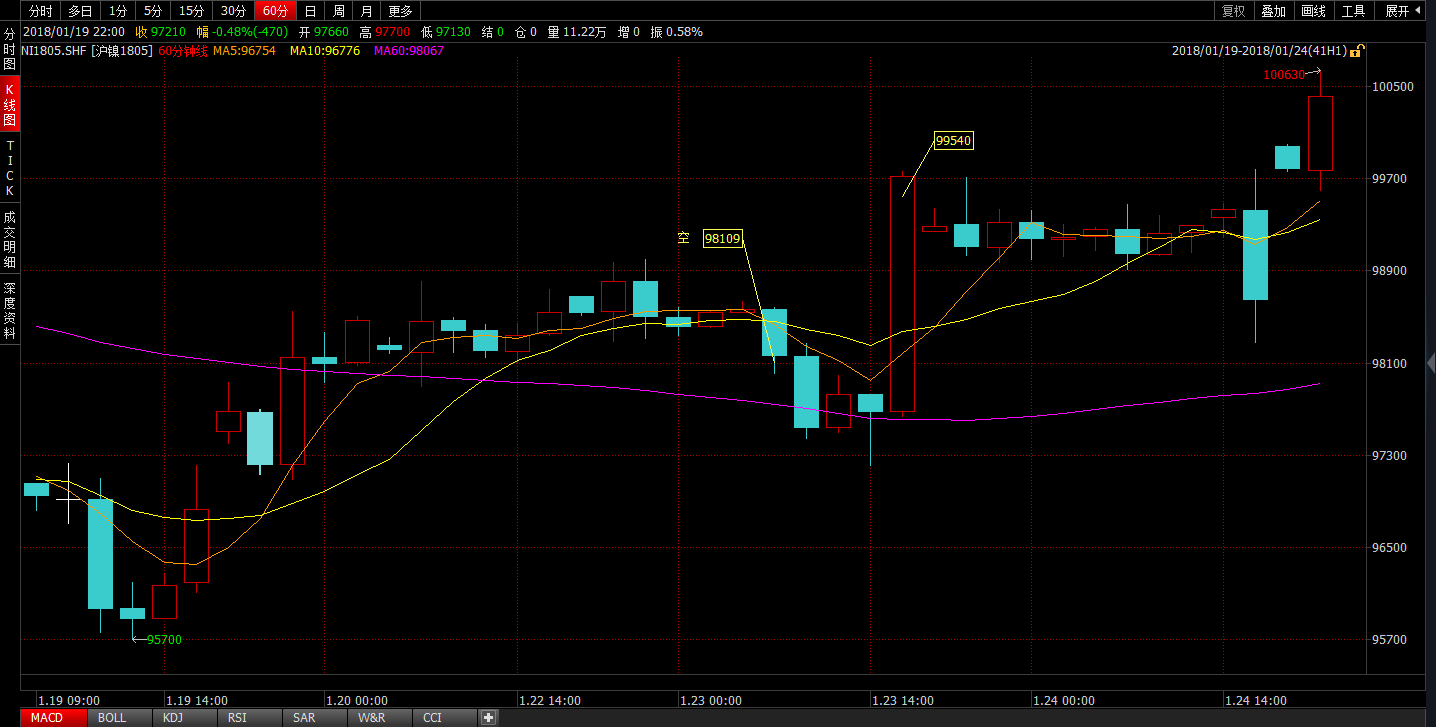 分时 多日 1分 5分 15分 30分 60分 日 周 月 更多 复权 叠加 画线 工具 展开
2018/01/19 22:00 收 97210 幅 -0.48%(-470) 开 97660 高 97700 低 97130 结 0 仓 0 量 11.22万 增 0 振 0.58%
NI1805.SHF [沪镍1805] 60分钟线 MA5:96754 MA10:96776 MA60:98067 2018/01/19-2018/01/24(41H1)
分时图
K线图
TICK
成交明细
深度资料
100630
100500
99540
99700
空 98109
98900
98100
97300
96500
95700
95700
1.19 09:00 1.19 14:00 1.20 00:00 1.22 14:00 1.23 00:00 1.23 14:00 1.24 00:00 1.24 14:00
MACD BOLL KDJ RSI SAR W&R CCI